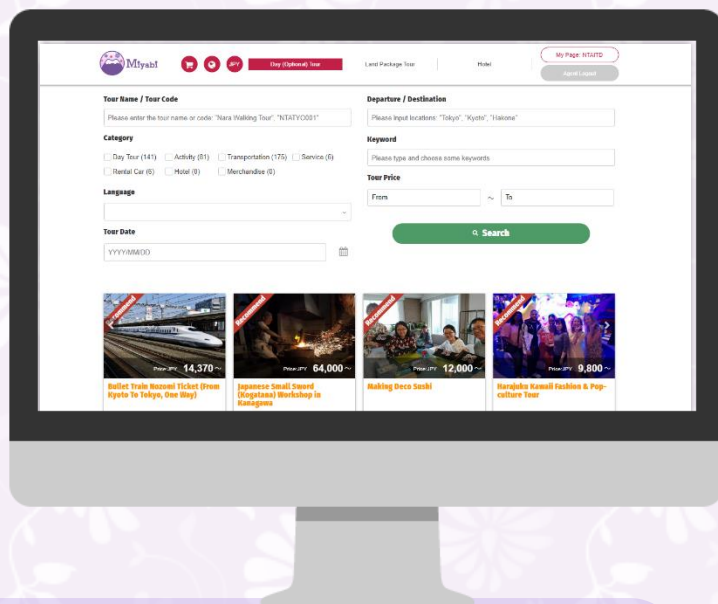 Miyabi
JPY
Day (Optional) Tour
Land Package Tour
Hotel
My Page: NTAITD
Agent Logout
Tour Name / Tour Code
Please enter the tour name or code: "Nara Walking Tour", "NTATYO001"
Category
Day Tour (141)
Activity (81)
Transportation (175)
Service (6)
Rental Car (6)
Hotel (8)
Merchandise (0)
Language
Tour Date
YYYY/MM/DD
Departure / Destination
Please input locations: "Tokyo", "Kyoto", "Hakone"
Keyword
Please type and choose some keywords
Tour Price
From
~
To
Search
Recommend
Price:JPY 14,370~
Bullet Train Nozomi Ticket (From
Kyoto To Tokyo, One Way)
Recommend
Price:JPY 64,000~
Japanese Small Sword
(Kogatana) Workshop in
Kanagawa
Recommend
Price:JPY 12,000~
Making Deco Sushi
Recommend
Price:JPY 9,800~
Harajuku Kawaii Fashion & Pop-
culture Tour